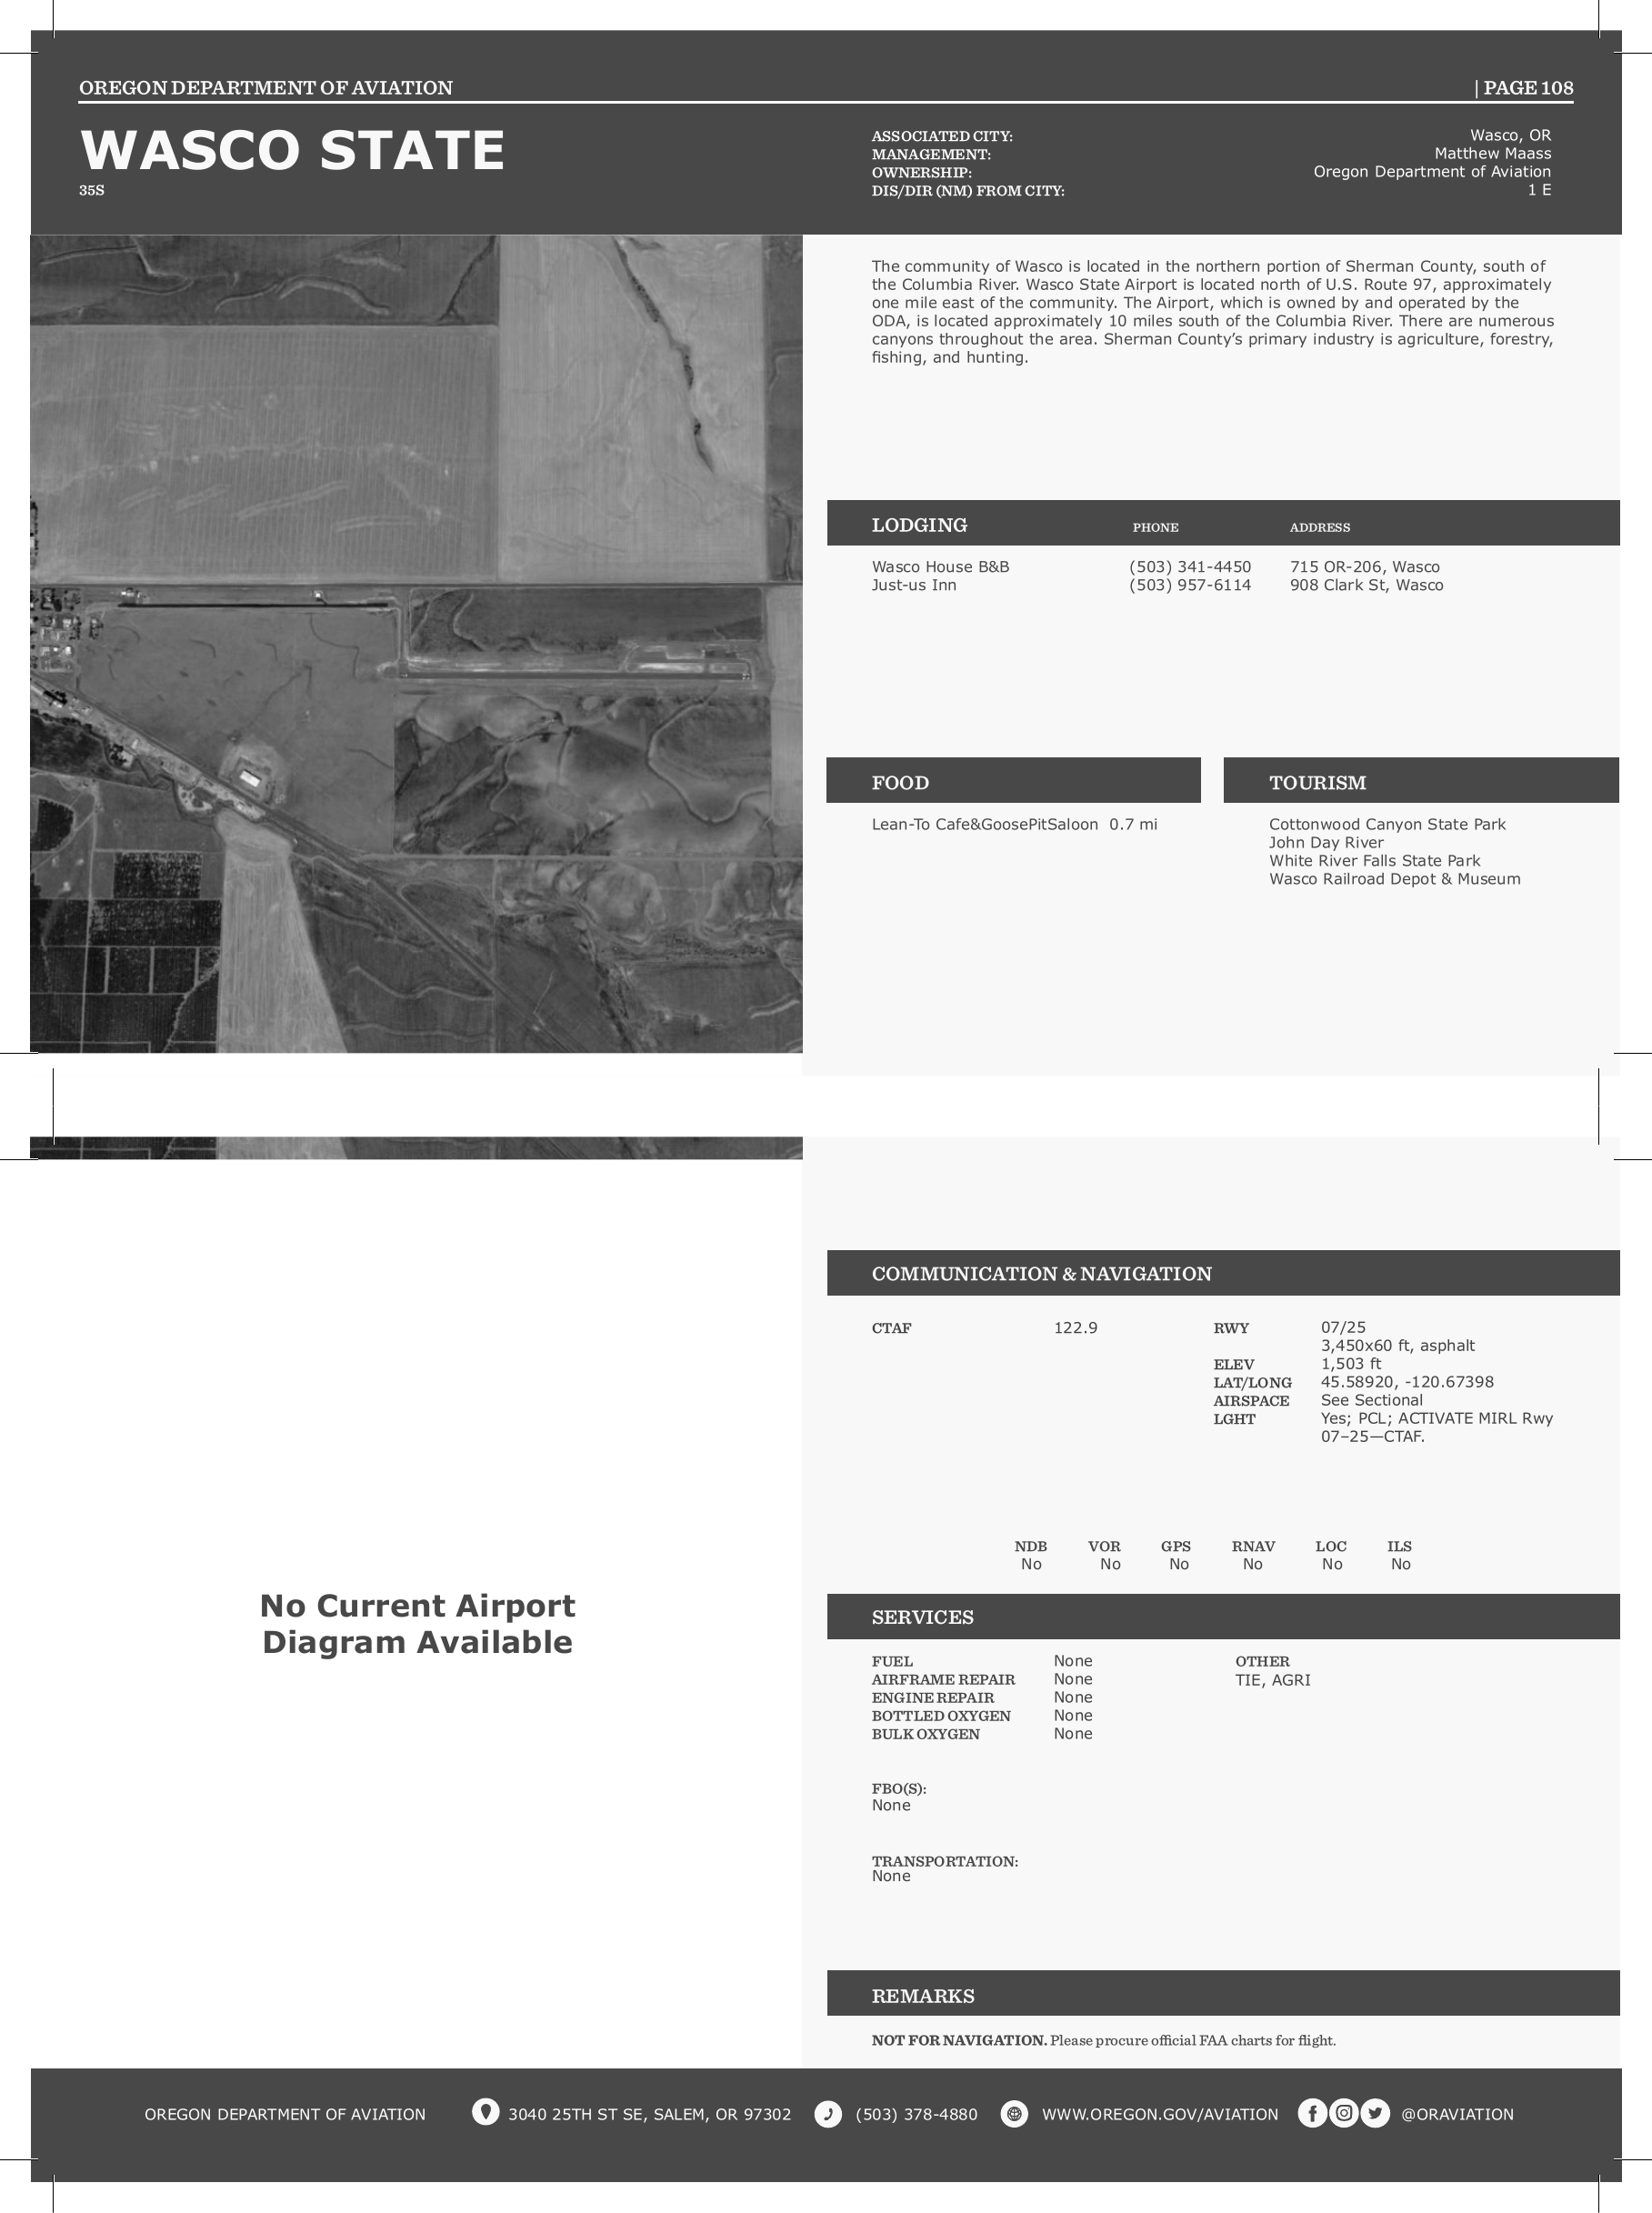 OREGON DEPARTMENT OF AVIATION | PAGE 108
WASCO STATE
35S
ASSOCIATED CITY: Wasco, OR
MANAGEMENT: Matthew Maass
OWNERSHIP: Oregon Department of Aviation
DIS/DIR (NM) FROM CITY: 1 E
The community of Wasco is located in the northern portion of Sherman County, south of
the Columbia River. Wasco State Airport is located north of U.S. Route 97, approximately
one mile east of the community. The Airport, which is owned by and operated by the
ODA, is located approximately 10 miles south of the Columbia River. There are numerous
canyons throughout the area. Sherman County’s primary industry is agriculture, forestry,
fishing, and hunting.
LODGING PHONE ADDRESS
Wasco House B&B (503) 341-4450 715 OR-206, Wasco
Just-us Inn (503) 957-6114 908 Clark St, Wasco
FOOD
Lean-To Cafe&GoosePitSaloon 0.7 mi
TOURISM
Cottonwood Canyon State Park
John Day River
White River Falls State Park
Wasco Railroad Depot & Museum
No Current Airport
Diagram Available
COMMUNICATION & NAVIGATION
CTAF 122.9
RWY 07/25
3,450x60 ft, asphalt
ELEV 1,503 ft
LAT/LONG 45.58920, -120.67398
AIRSPACE See Sectional
LGHT Yes; PCL; ACTIVATE MIRL Rwy
07–25—CTAF.
NDB VOR GPS RNAV LOC ILS
No No No No No No
SERVICES
FUEL None
AIRFRAME REPAIR None
ENGINE REPAIR None
BOTTLED OXYGEN None
BULK OXYGEN None
OTHER
TIE, AGRI
FBO(S):
None
TRANSPORTATION:
None
REMARKS
NOT FOR NAVIGATION. Please procure official FAA charts for flight.
OREGON DEPARTMENT OF AVIATION 3040 25TH ST SE, SALEM, OR 97302 (503) 378-4880 WWW.OREGON.GOV/AVIATION @ORAVIATION